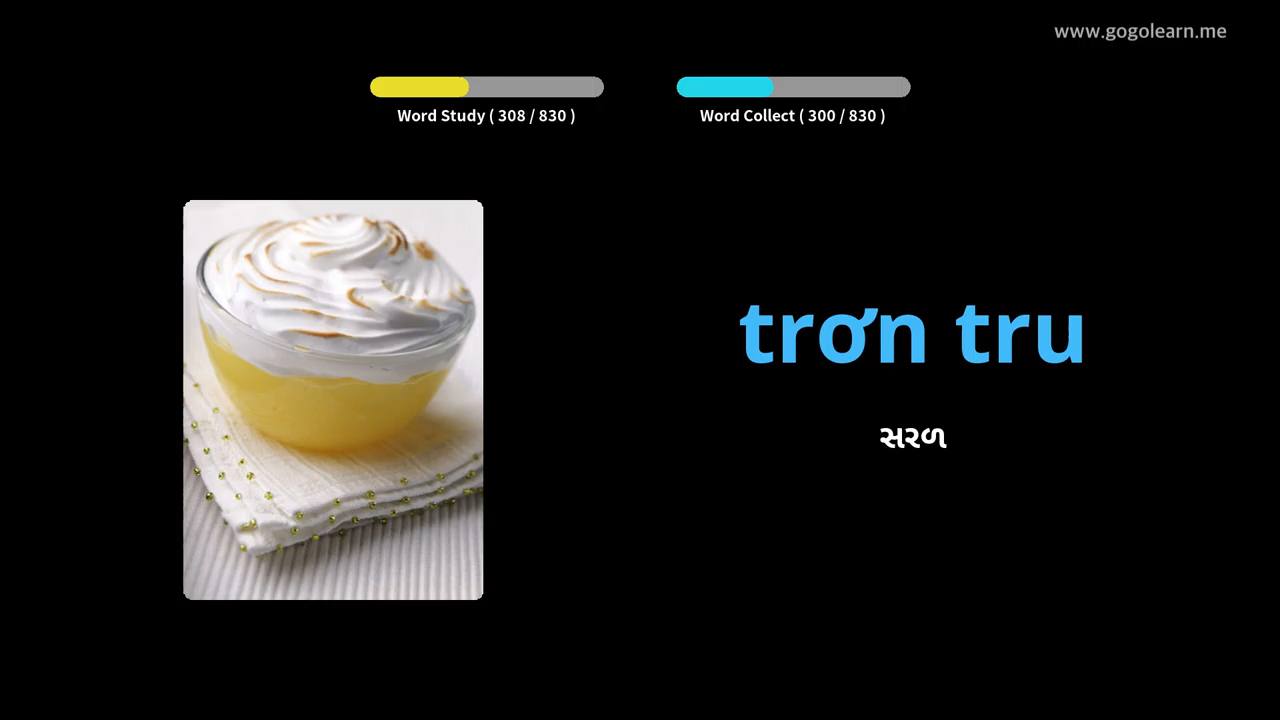 www.gogolearn.me
Word Study ( 308 / 830 )
Word Collect ( 300 / 830 )
trơn tru
સરળ